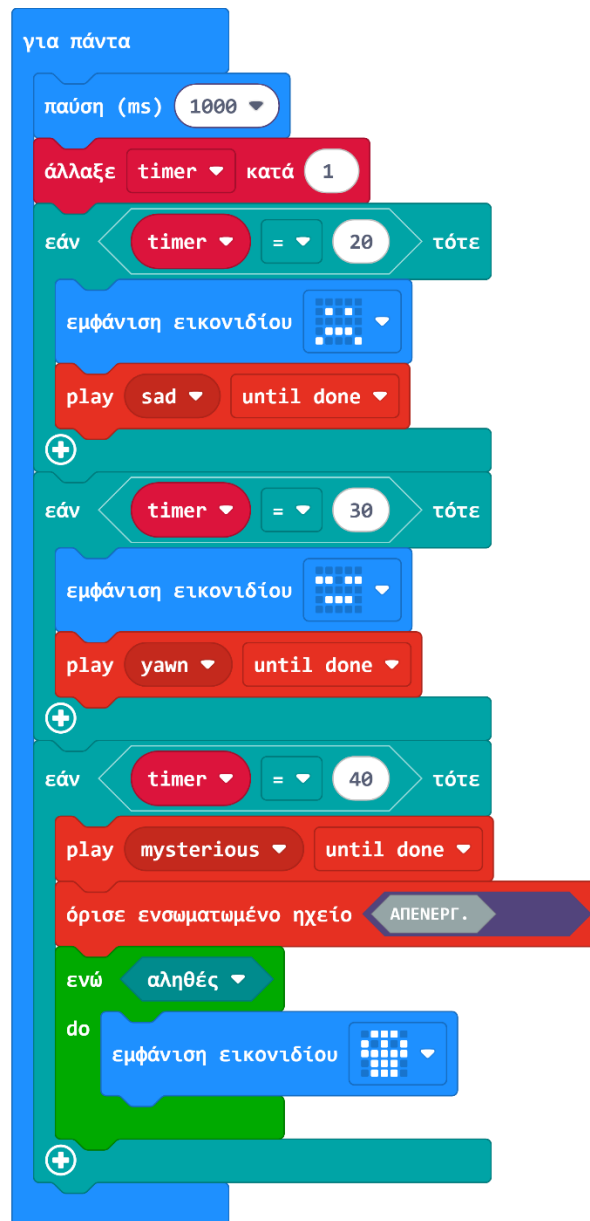 για πάντα
παύση (ms) 1000
άλλαξε timer κατά 1
εάν timer = 20 τότε
εμφάνιση εικονιδίου
play sad until done
εάν timer = 30 τότε
εμφάνιση εικονιδίου
play yawn until done
εάν timer = 40 τότε
play mysterious until done
όρισε ενσωματωμένο ηχείο ΑΠΕΝΕΡΓ.
ενώ αληθές
do
εμφάνιση εικονιδίου